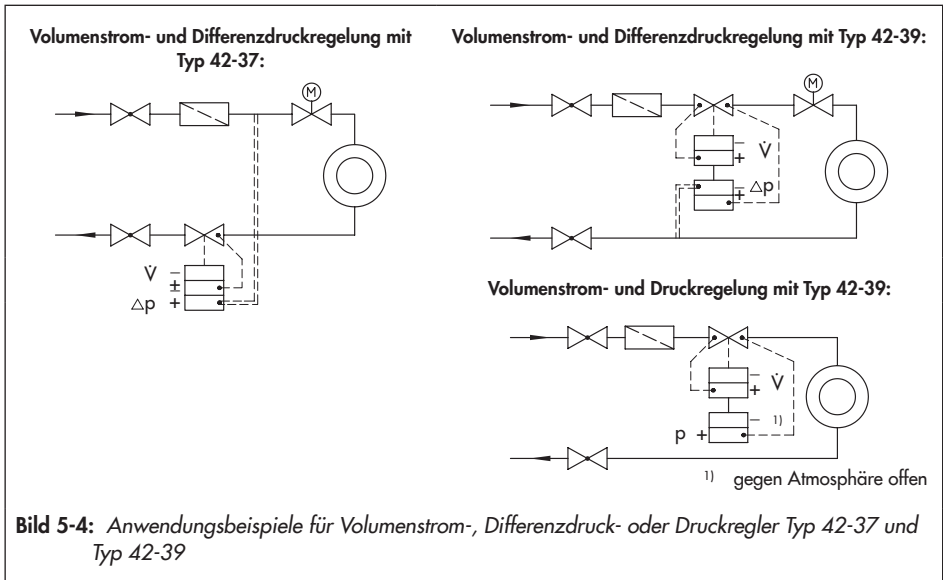 Volumenstrom- und Differenzdruckregelung mit
Typ 42-37:
M
V̇ –
±
Δp +
Volumenstrom- und Differenzdruckregelung mit Typ 42-39:
M
– V̇
+
– Δp
+
Volumenstrom- und Druckregelung mit Typ 42-39:
– V̇
+
– 1)
p +
1) gegen Atmosphäre offen
Bild 5-4: Anwendungsbeispiele für Volumenstrom-, Differenzdruck- oder Druckregler Typ 42-37 und
Typ 42-39